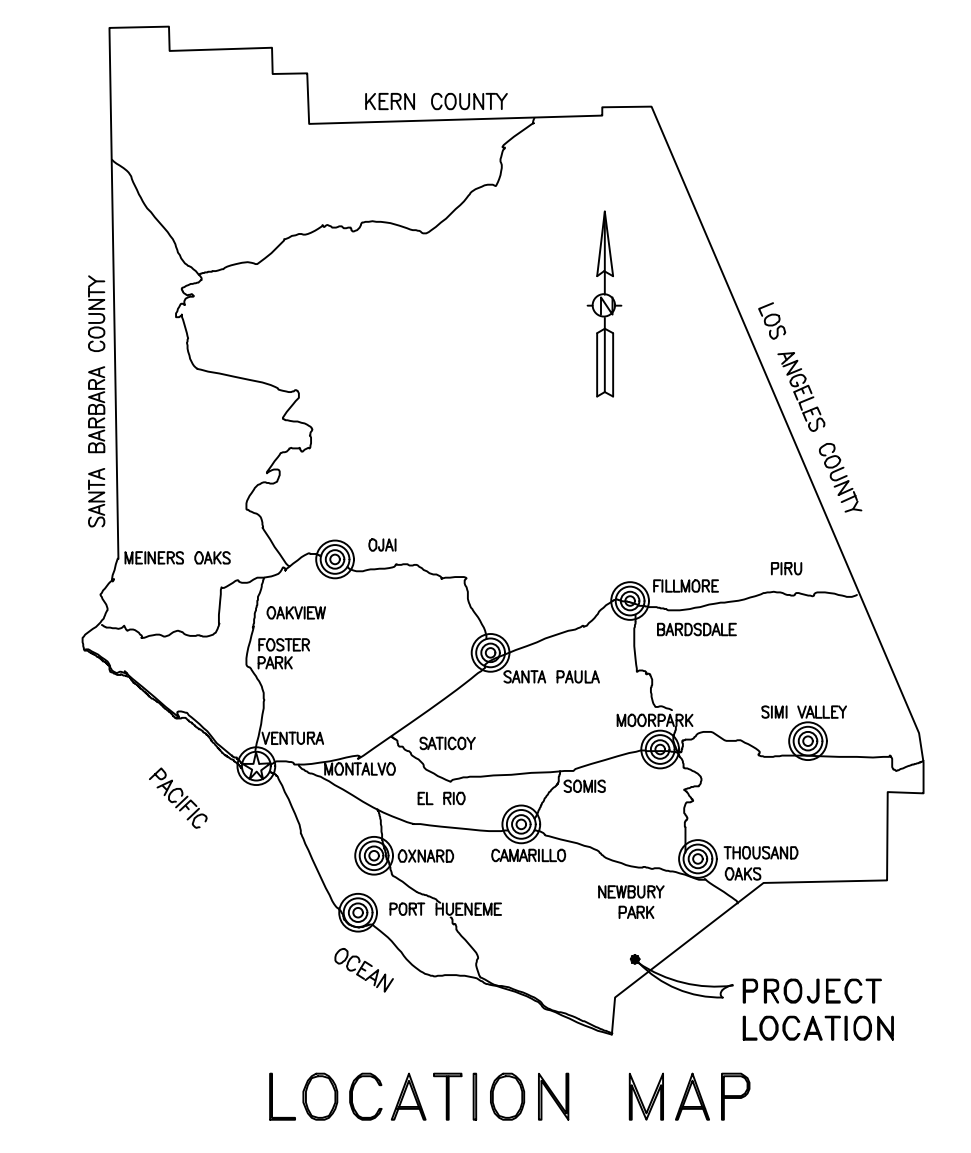 KERN COUNTY
SANTA BARBARA COUNTY
N
LOS ANGELES COUNTY
MEINERS OAKS
OJAI
PIRU
FILLMORE
OAKVIEW
BARDSDALE
FOSTER
PARK
SANTA PAULA
SIMI VALLEY
MOORPARK
VENTURA
SATICOY
MONTALVO
SOMIS
EL RIO
PACIFIC
OXNARD
CAMARILLO
THOUSAND
OAKS
NEWBURY
PARK
PORT HUENEME
OCEAN
PROJECT
LOCATION
LOCATION MAP